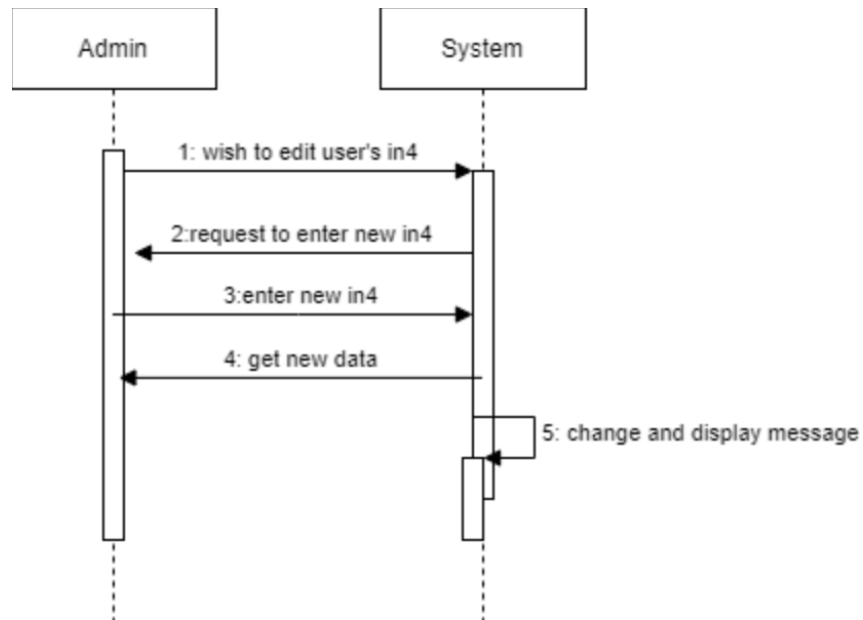 Admin
System
1: wish to edit user's in4
2:request to enter new in4
3:enter new in4
4: get new data
5: change and display message